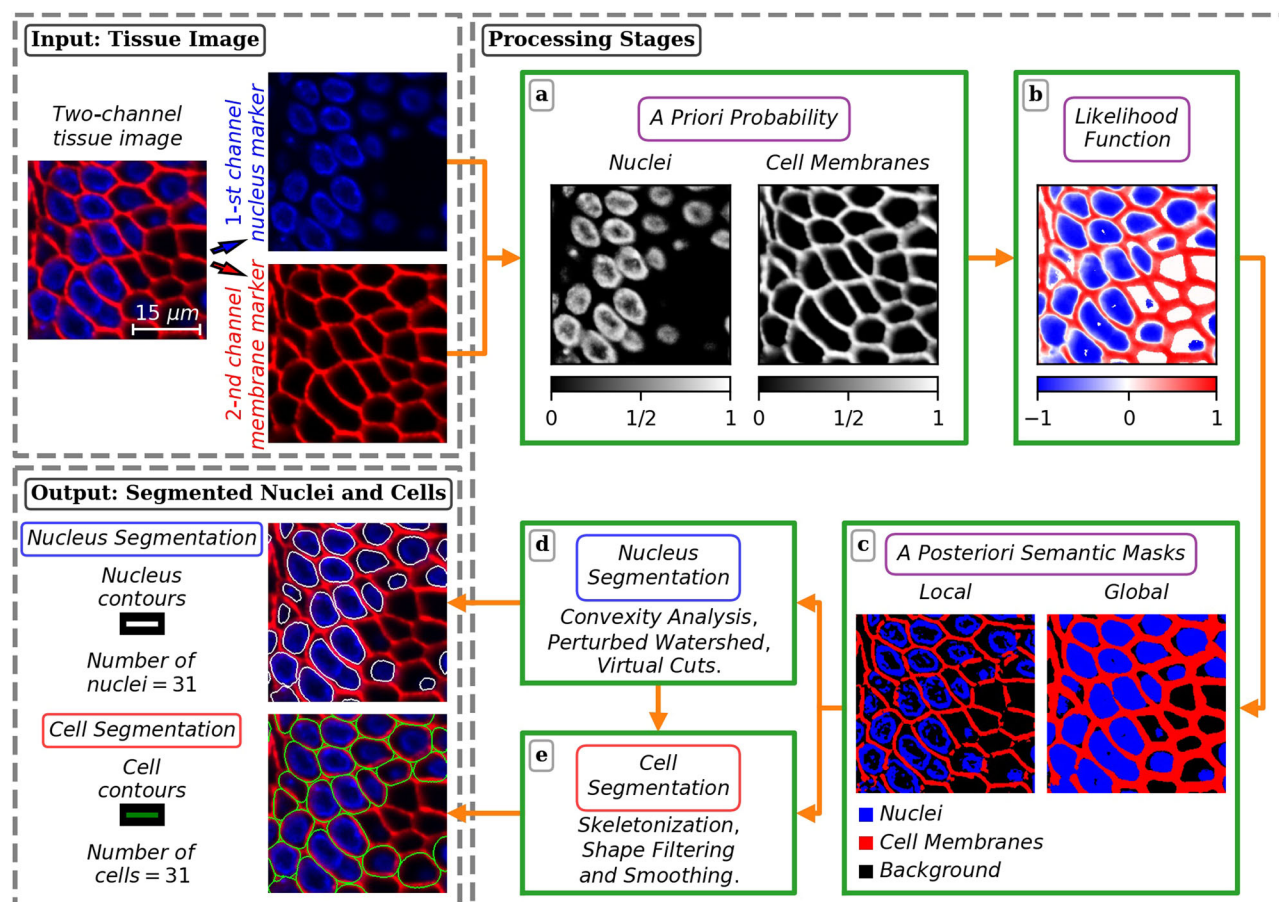 Input: Tissue Image
Two-channel
tissue image
15 μm
1-st channel
nucleus marker
2-nd channel
membrane marker
Processing Stages
a
A Priori Probability
Nuclei
Cell Membranes
0
1/2
1
0
1/2
1
b
Likelihood
Function
−1
0
1
c
A Posteriori Semantic Masks
Local
Global
Nuclei
Cell Membranes
Background
d
Nucleus
Segmentation
Convexity Analysis,
Perturbed Watershed,
Virtual Cuts.
e
Cell
Segmentation
Skeletonization,
Shape Filtering
and Smoothing.
Output: Segmented Nuclei and Cells
Nucleus Segmentation
Nucleus
contours
Number of
nuclei = 31
Cell Segmentation
Cell
contours
Number of
cells = 31